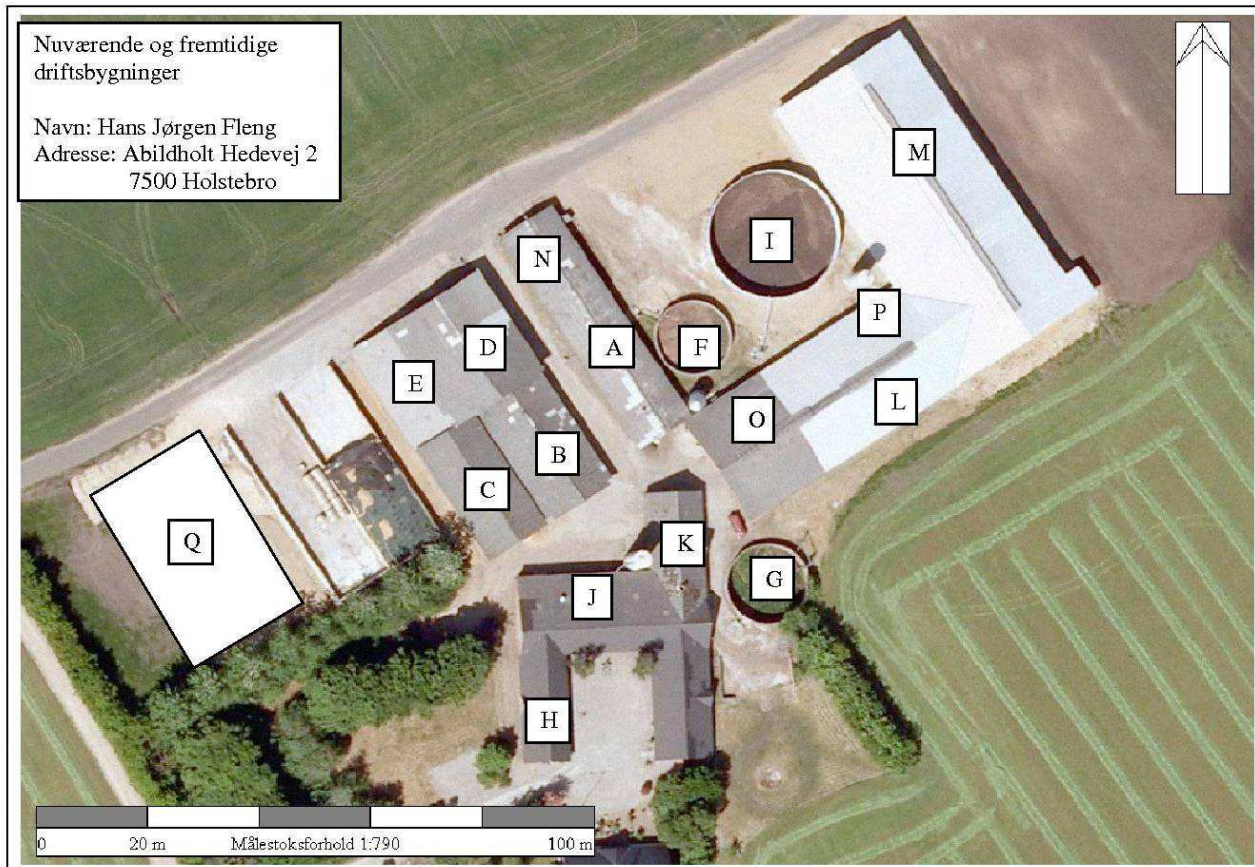 Nuværende og fremtidige
driftsbygninger
Navn: Hans Jørgen Fleng
Adresse: Abildholt Hedevej 2
7500 Holstebro
M
I
N
P
D
A
F
E
L
O
B
C
Q
K
G
J
H
0 20 m Målestoksforhold 1:790 100 m